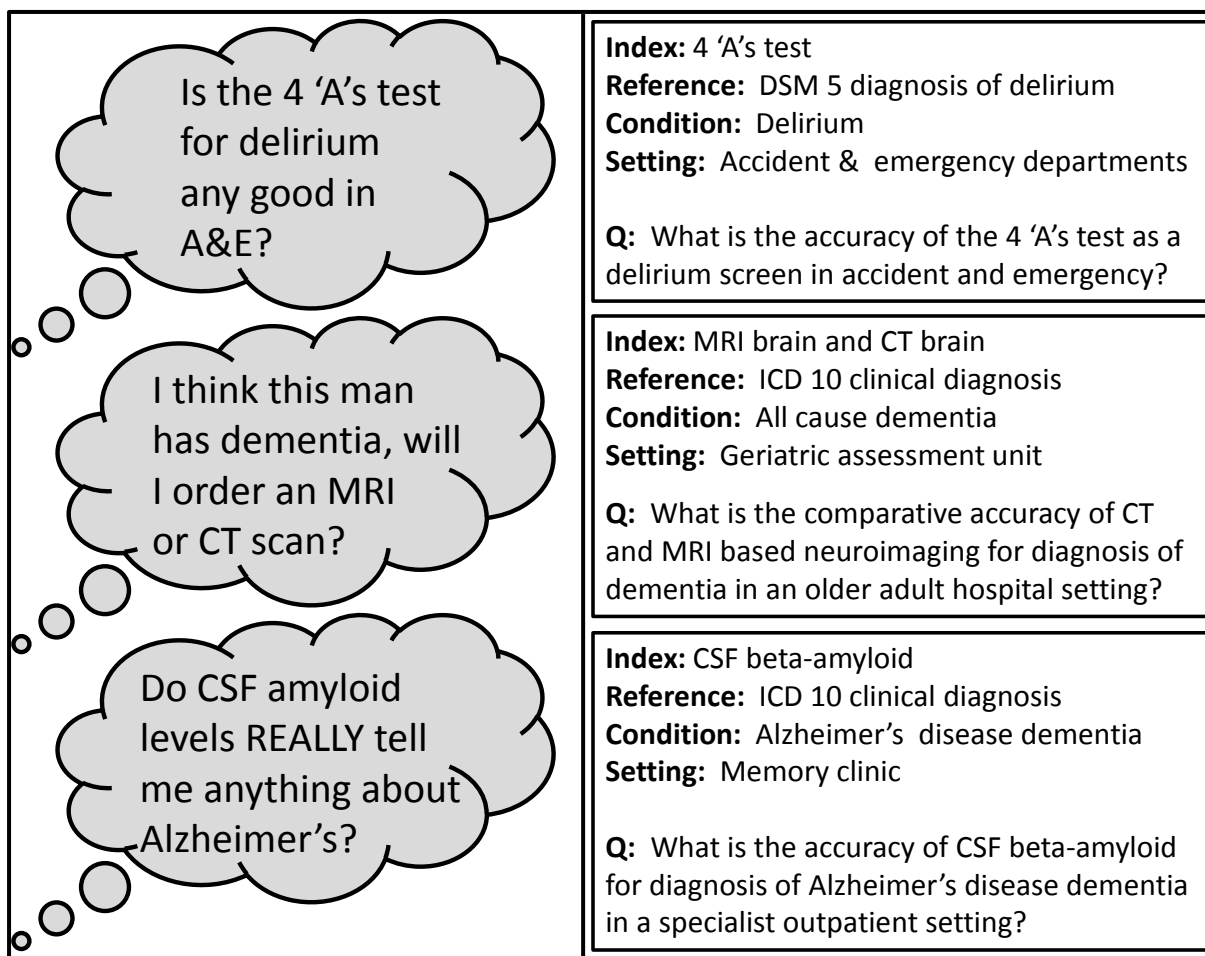 Is the 4 ‘A’s test
for delirium
any good in
A&E?
Index: 4 ‘A’s test
Reference:  DSM 5 diagnosis of delirium
Condition:  Delirium
Setting:  Accident &  emergency departments
Q:  What is the accuracy of the 4 ‘A’s test as a
delirium screen in accident and emergency?
I think this man
has dementia, will
I order an MRI
or CT scan?
Index: MRI brain and CT brain
Reference:  ICD 10 clinical diagnosis
Condition:  All cause dementia
Setting:  Geriatric assessment unit
Q:  What is the comparative accuracy of CT
and MRI based neuroimaging for diagnosis of
dementia in an older adult hospital setting?
Do CSF amyloid
levels REALLY tell
me anything about
Alzheimer’s?
Index: CSF beta-amyloid
Reference:  ICD 10 clinical diagnosis
Condition:  Alzheimer’s  disease dementia
Setting:  Memory clinic
Q:  What is the accuracy of CSF beta-amyloid
for diagnosis of Alzheimer’s disease dementia
in a specialist outpatient setting?